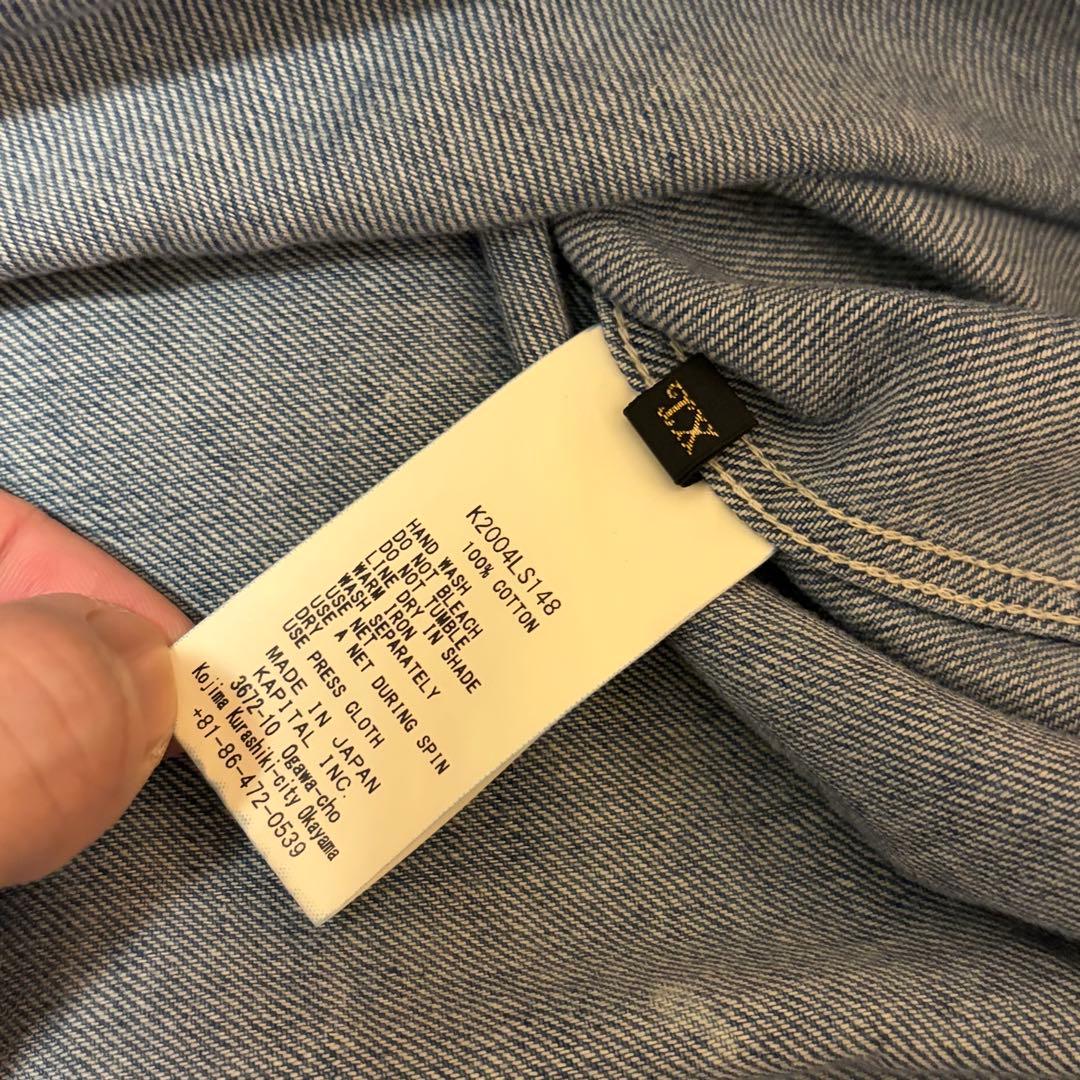 XL
K2004LS148
100% COTTON
HAND WASH
DO NOT BLEACH
DO NOT TUMBLE
LINE DRY IN SHADE
WARM IRON
WASH SEPARATELY
USE NET
USE A NET DURING SPIN
DRY
USE PRESS CLOTH
MADE IN JAPAN
KAPITAL INC.
3672-10 Ogawa-cho
Kojima Kurashiki-city Okayama
+81-86-472-0539